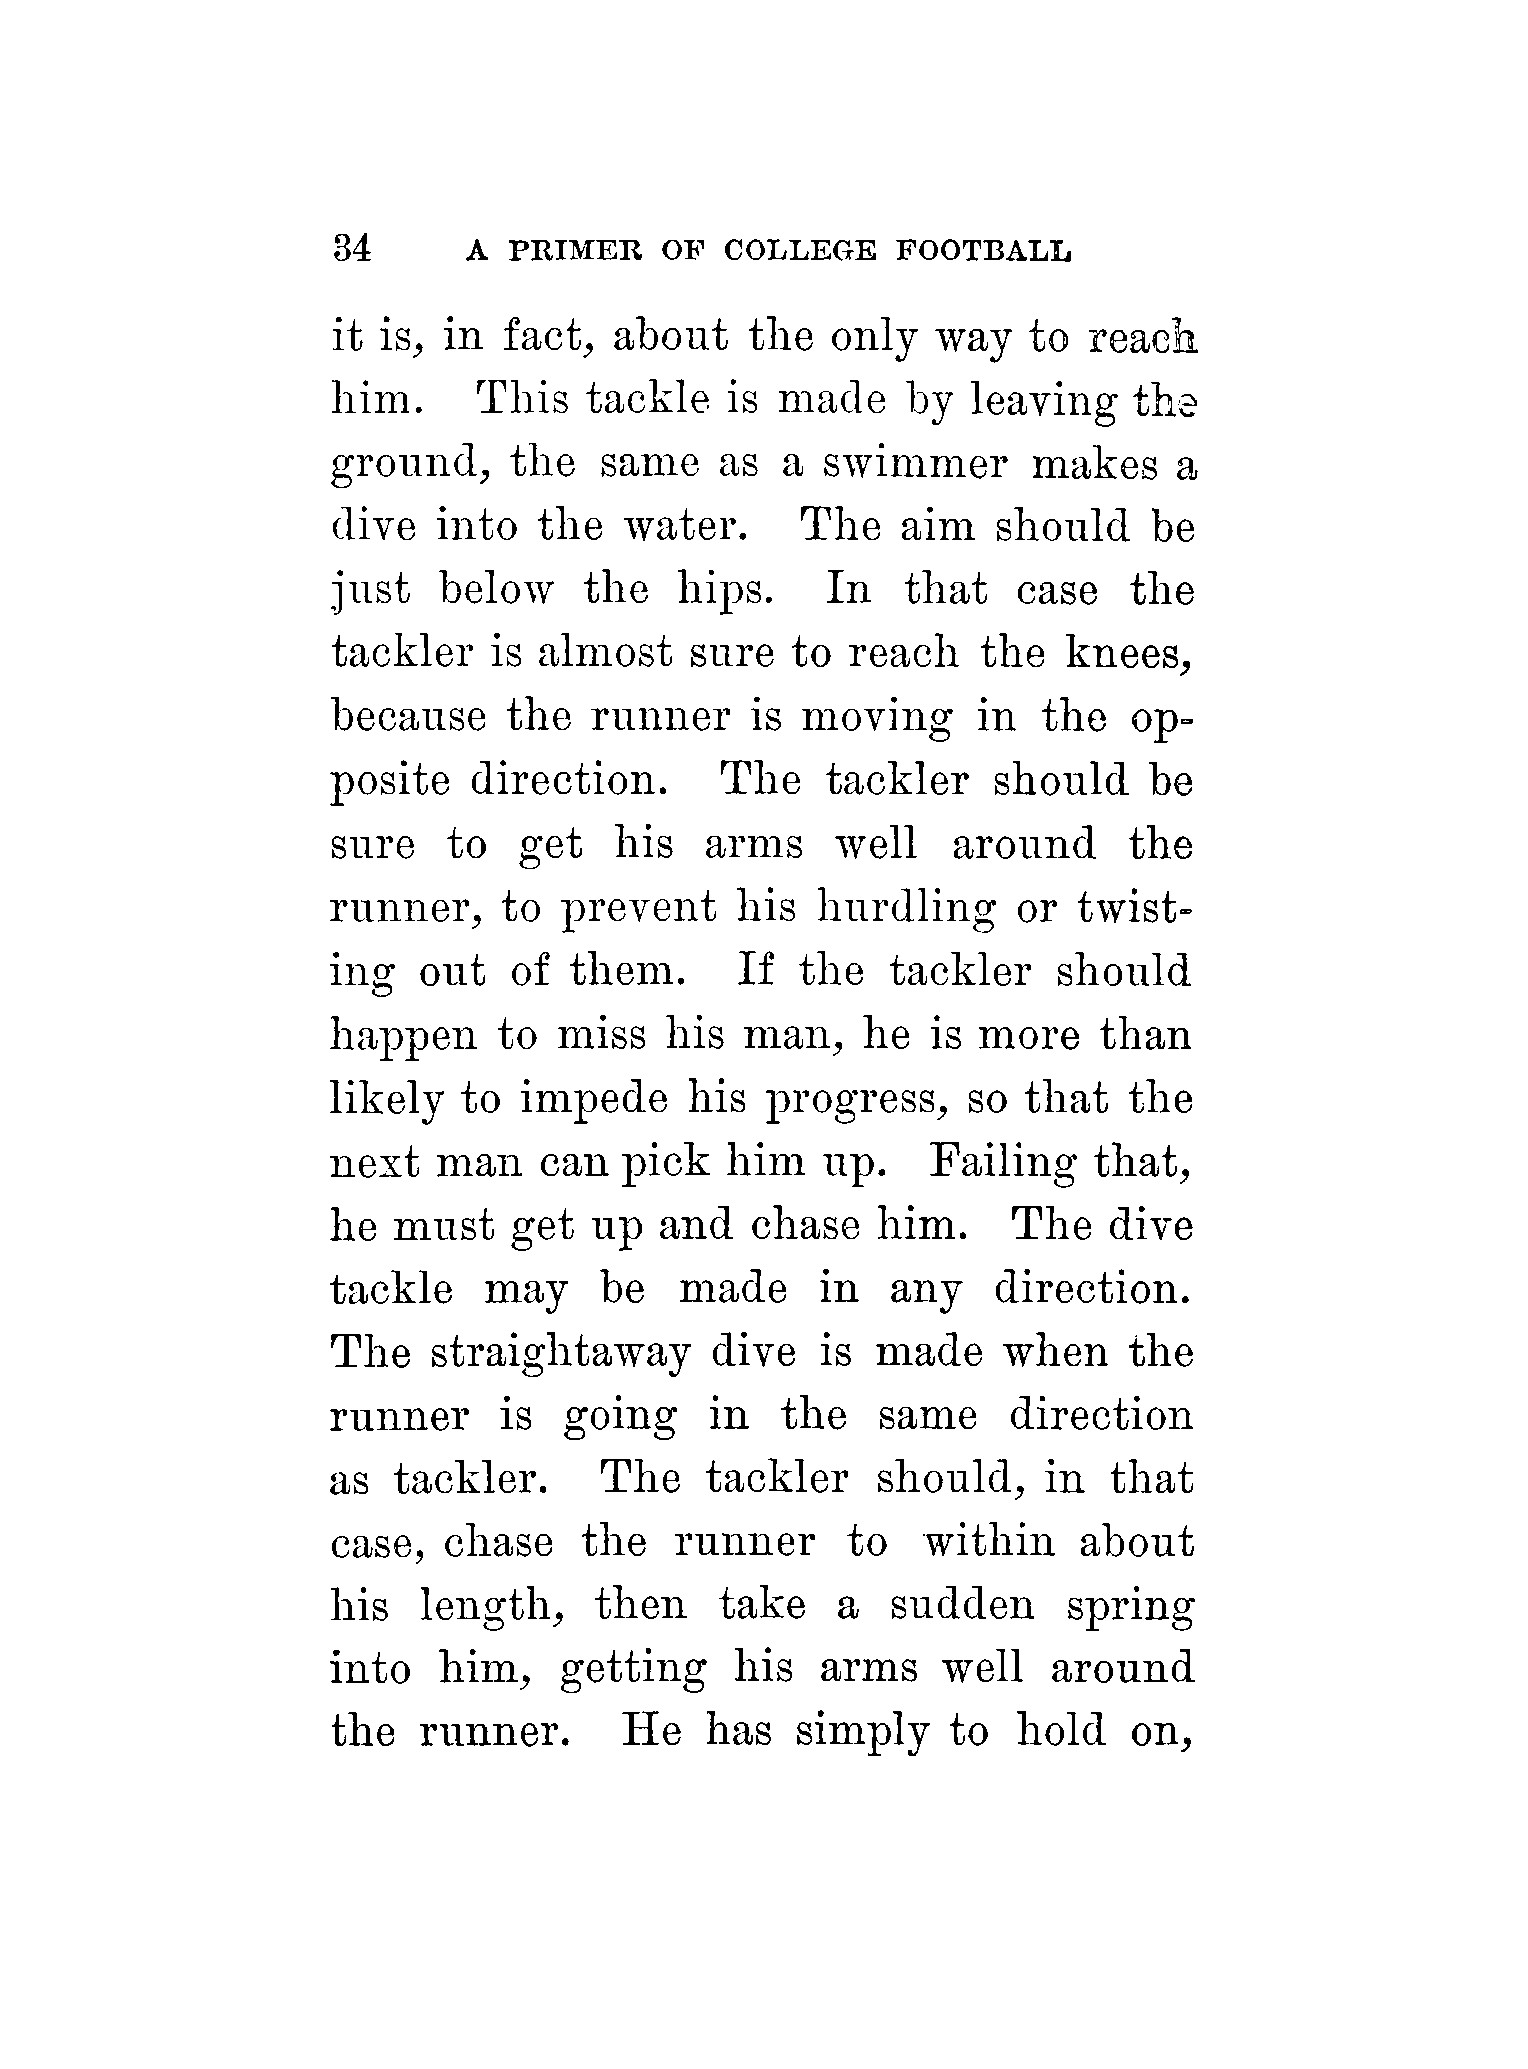 34 A PRIMER OF COLLEGE FOOTBALL
it is, in fact, about the only way to reach
him. This tackle is made by leaving the
ground, the same as a swimmer makes a
dive into the water. The aim should be
just below the hips. In that case the
tackler is almost sure to reach the knees,
because the runner is moving in the op-
posite direction. The tackler should be
sure to get his arms well around the
runner, to prevent his hurdling or twist-
ing out of them. If the tackler should
happen to miss his man, he is more than
likely to impede his progress, so that the
next man can pick him up. Failing that,
he must get up and chase him. The dive
tackle may be made in any direction.
The straightaway dive is made when the
runner is going in the same direction
as tackler. The tackler should, in that
case, chase the runner to within about
his length, then take a sudden spring
into him, getting his arms well around
the runner. He has simply to hold on,